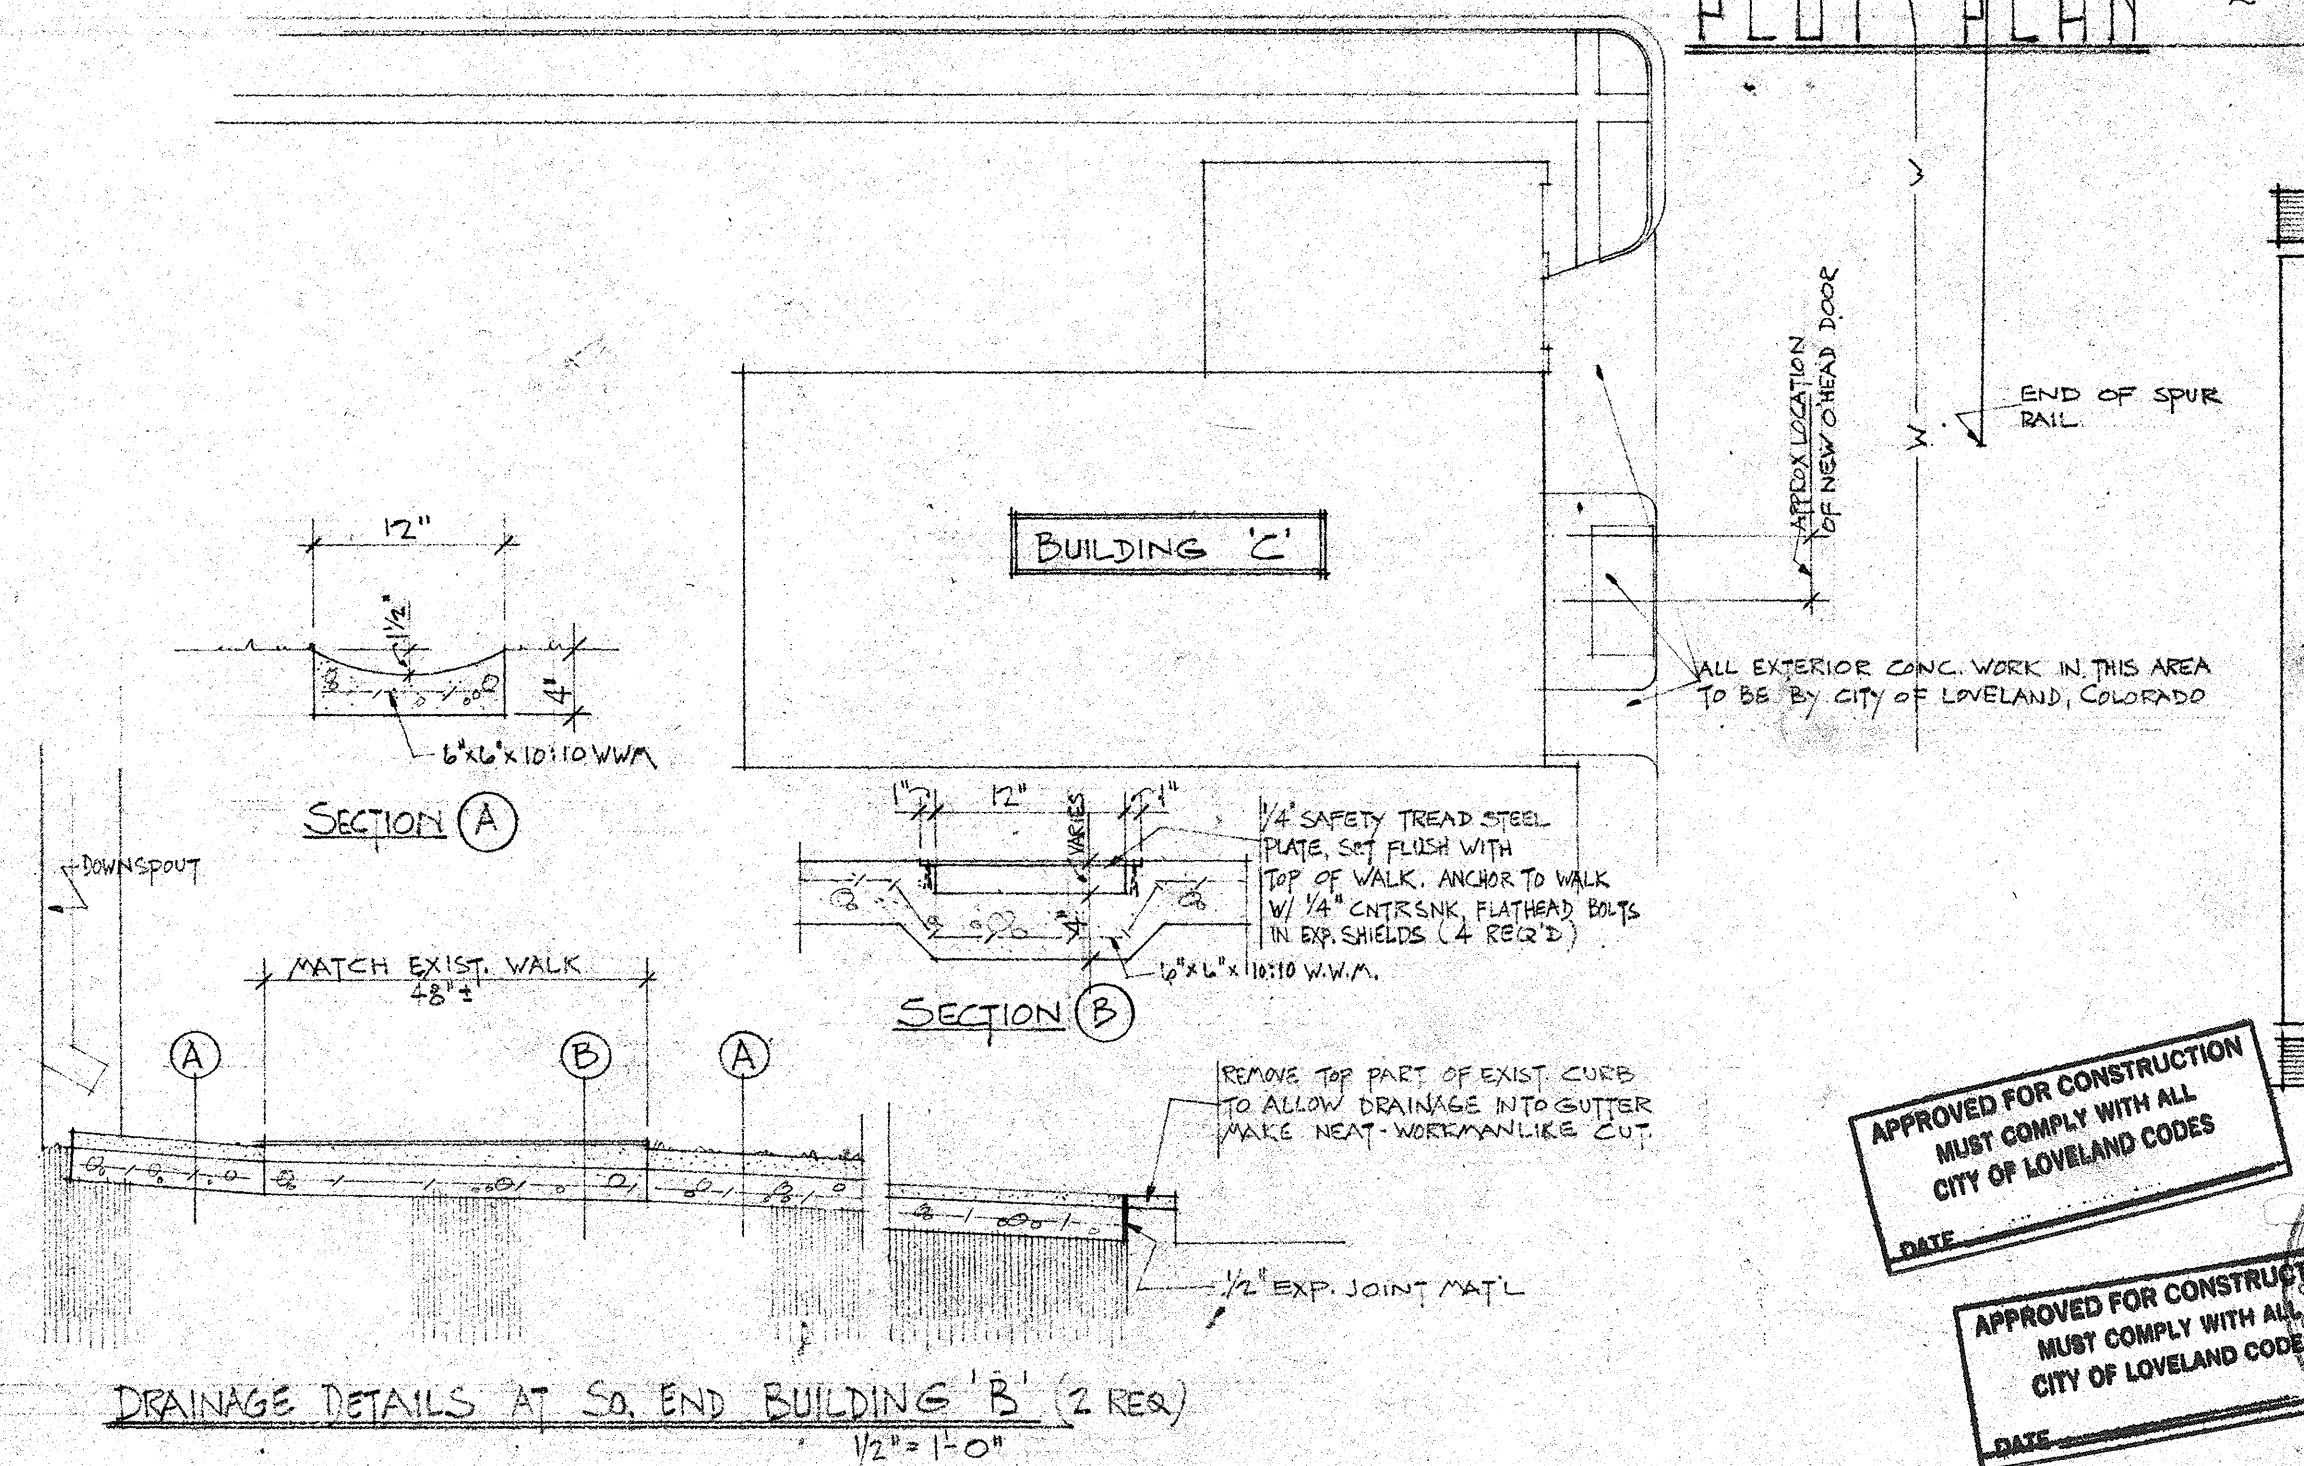 PLOT PLAN
APPROX LOCATION
OF NEW O'HEAD DOOR
W
END OF SPUR
RAIL
BUILDING 'C'
12"
1½"
4"
6"x6"x10:10 WWM
SECTION A
ALL EXTERIOR CONC. WORK IN THIS AREA
TO BE BY CITY OF LOVELAND, COLORADO
1" 12" VARIES 1"
4"
1/4" SAFETY TREAD STEEL
PLATE, SET FLUSH WITH
TOP OF WALK. ANCHOR TO WALK
W/ 1/4" CNTRSNK, FLATHEAD BOLTS
IN EXP. SHIELDS (4 REQ'D)
6"x6"x10:10 W.W.M.
SECTION B
DOWNSPOUT
MATCH EXIST. WALK
48"±
A B A
REMOVE TOP PART OF EXIST. CURB
TO ALLOW DRAINAGE INTO GUTTER
MAKE NEAT-WORKMANLIKE CUT.
1/2" EXP. JOINT MAT'L
DRAINAGE DETAILS AT SO. END BUILDING 'B' (2 REQ)
1/2" = 1'-0"
APPROVED FOR CONSTRUCTION
MUST COMPLY WITH ALL
CITY OF LOVELAND CODES
DATE
APPROVED FOR CONSTRUCT
MUST COMPLY WITH ALL
CITY OF LOVELAND CODE
DATE